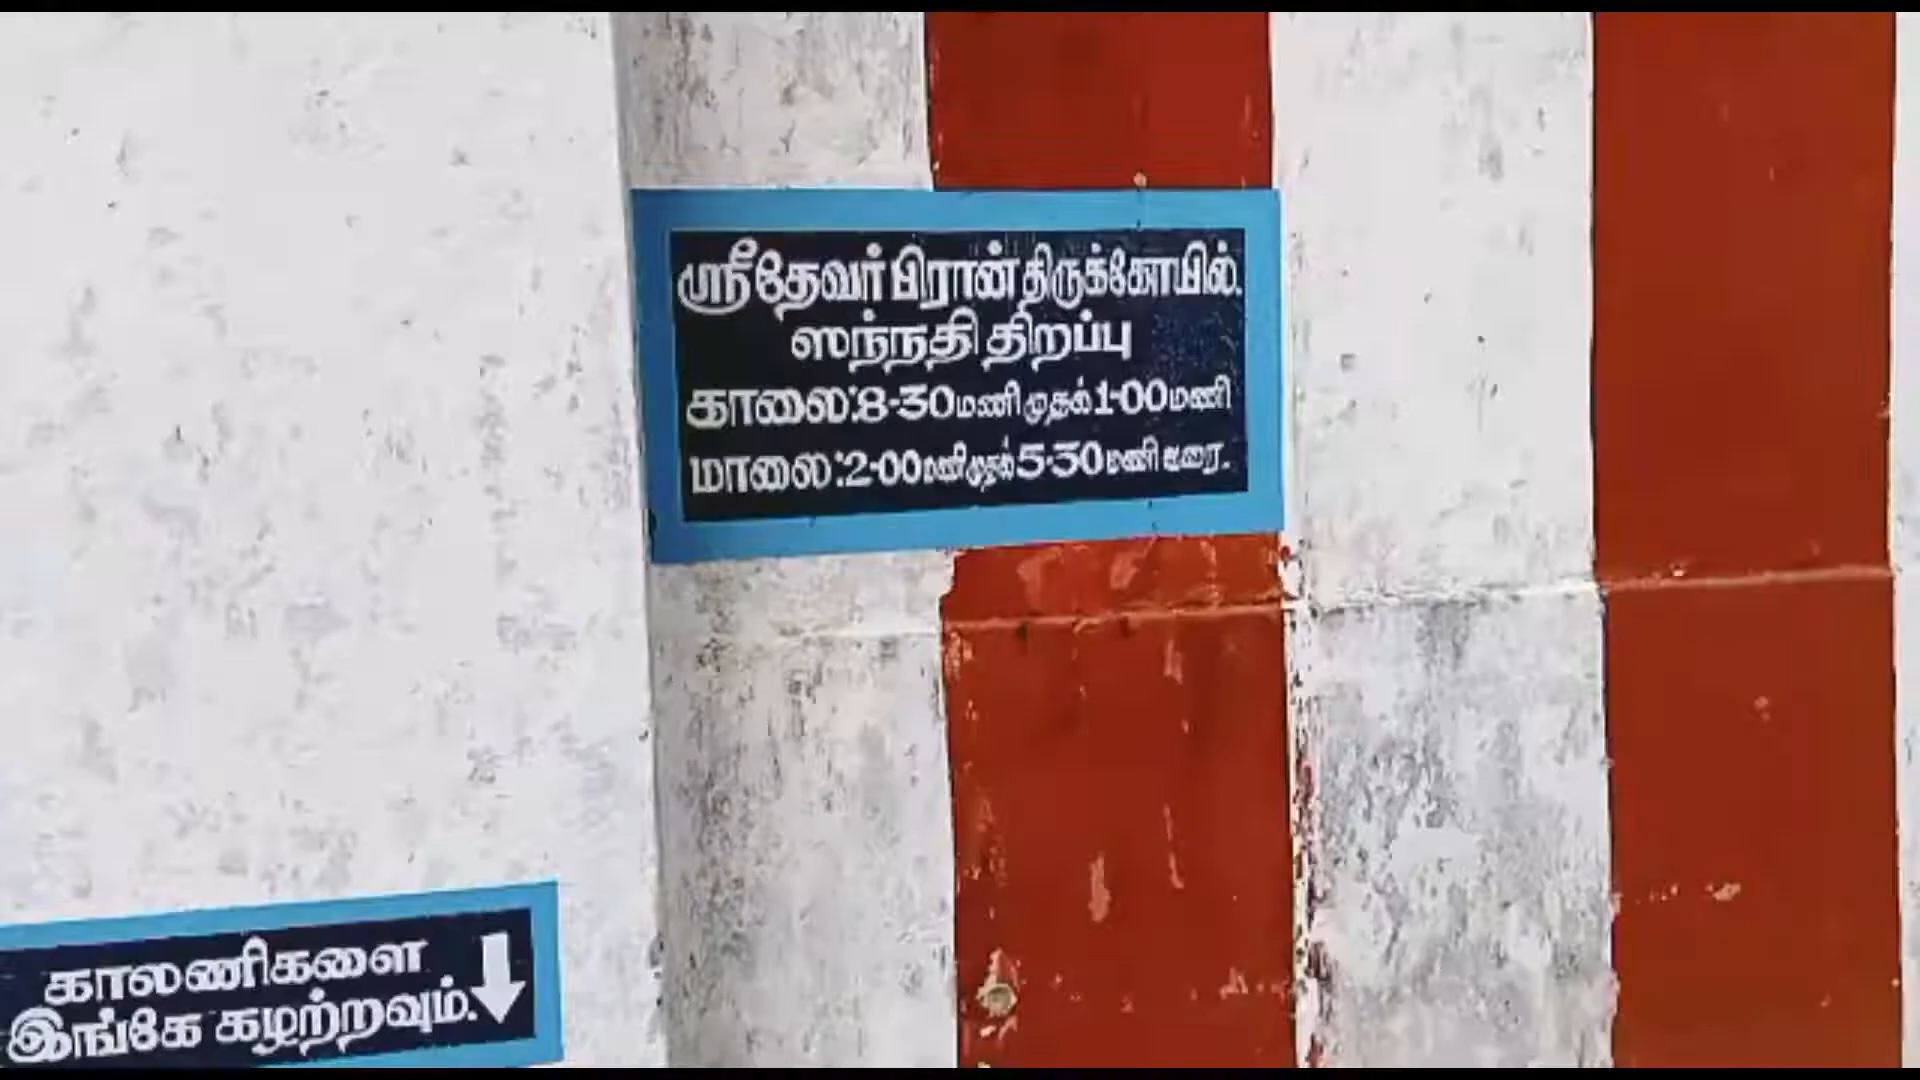 ஸ்ரீதேவர் பிரான் திருக்கோயில்.
ஸந்நதி திறப்பு
காலை:8-30மணி முதல் 1-00மணி
மாலை:2-00மணி முதல் 5-30மணி வரை.
காலணிகளை
இங்கே கழற்றவும்.